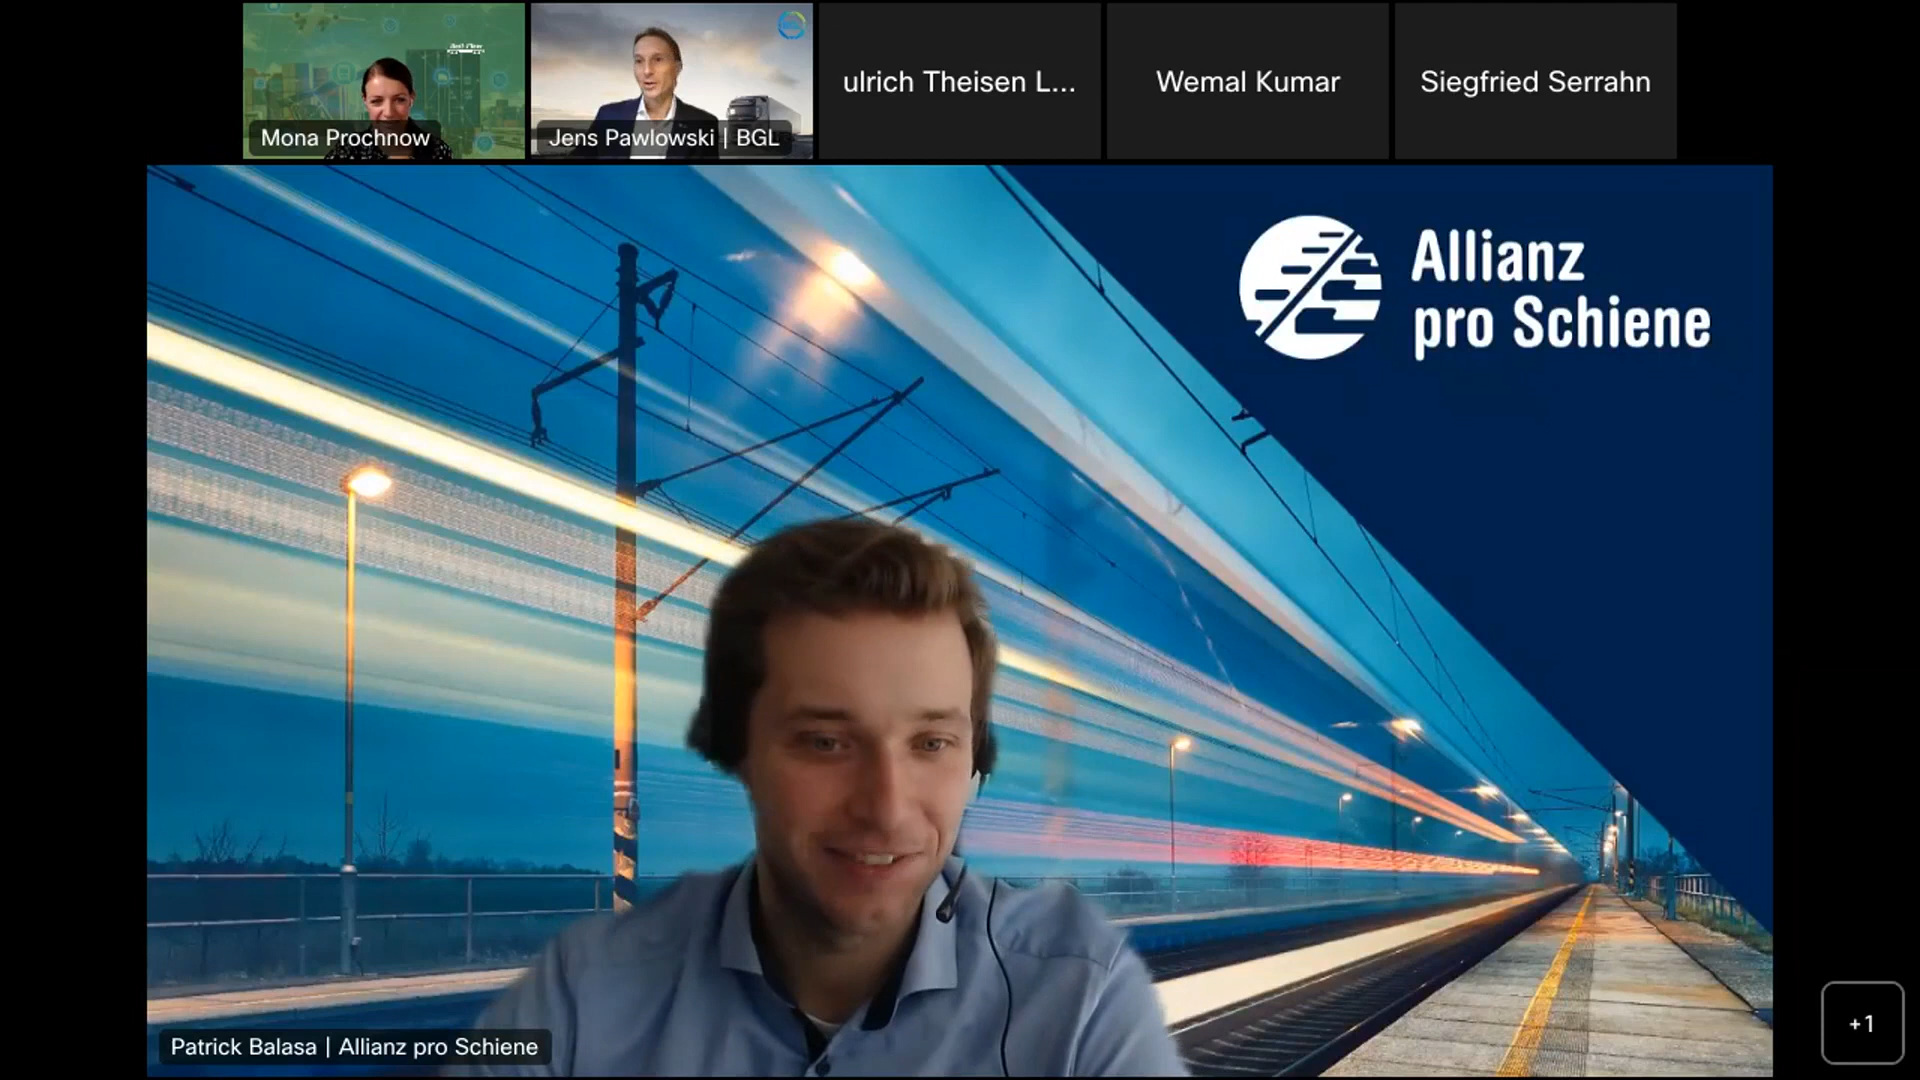 Mona Prochnow
Jens Pawlowski | BGL
ulrich Theisen L...
Wemal Kumar
Siegfried Serrahn
Allianz
pro Schiene
Patrick Balasa | Allianz pro Schiene
+1